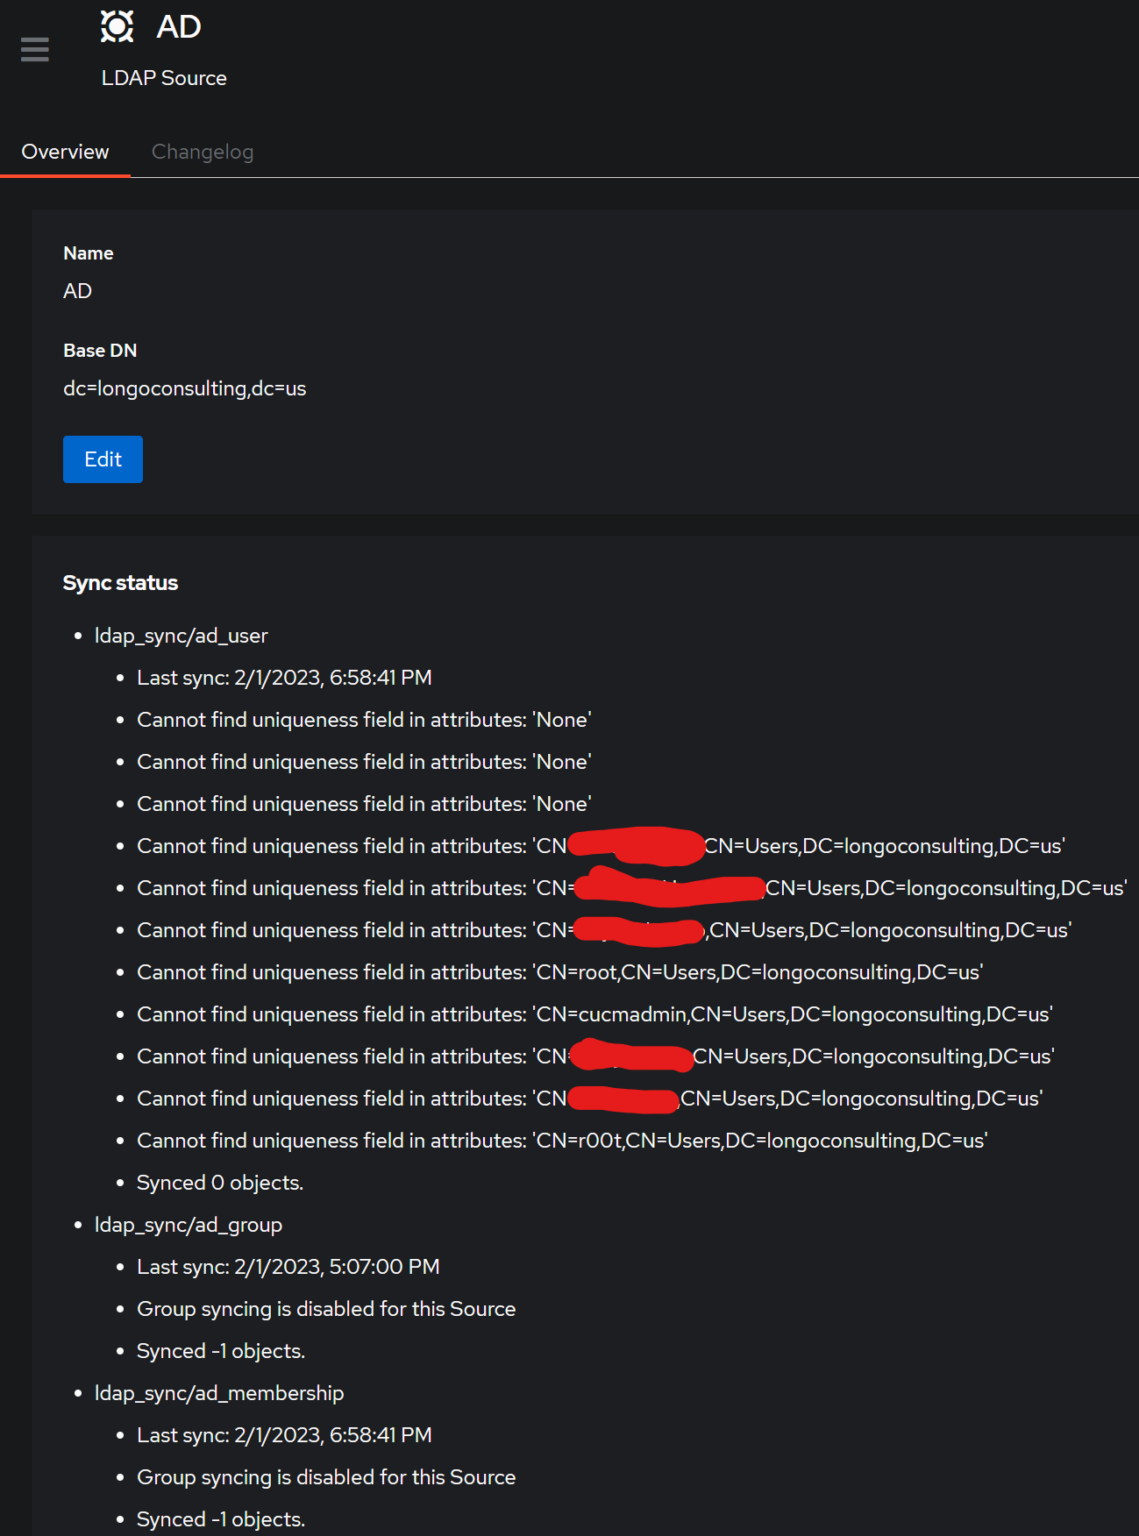 AD
LDAP Source
Overview Changelog
Name
AD
Base DN
dc=longoconsulting,dc=us
Edit
Sync status
ldap_sync/ad_user
Last sync: 2/1/2023, 6:58:41 PM
Cannot find uniqueness field in attributes: 'None'
Cannot find uniqueness field in attributes: 'None'
Cannot find uniqueness field in attributes: 'None'
Cannot find uniqueness field in attributes: 'CN CN=Users,DC=longoconsulting,DC=us'
Cannot find uniqueness field in attributes: 'CN= ,CN=Users,DC=longoconsulting,DC=us'
Cannot find uniqueness field in attributes: 'CN= ,CN=Users,DC=longoconsulting,DC=us'
Cannot find uniqueness field in attributes: 'CN=root,CN=Users,DC=longoconsulting,DC=us'
Cannot find uniqueness field in attributes: 'CN=cucmadmin,CN=Users,DC=longoconsulting,DC=us'
Cannot find uniqueness field in attributes: 'CN= CN=Users,DC=longoconsulting,DC=us'
Cannot find uniqueness field in attributes: 'CN ,CN=Users,DC=longoconsulting,DC=us'
Cannot find uniqueness field in attributes: 'CN=r00t,CN=Users,DC=longoconsulting,DC=us'
Synced 0 objects.
ldap_sync/ad_group
Last sync: 2/1/2023, 5:07:00 PM
Group syncing is disabled for this Source
Synced -1 objects.
ldap_sync/ad_membership
Last sync: 2/1/2023, 6:58:41 PM
Group syncing is disabled for this Source
Synced -1 objects.